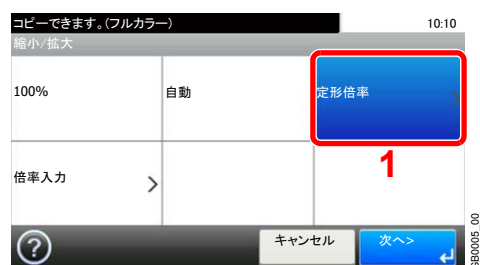 コピーできます。(フルカラー)
10:10
縮小/拡大
100%
自動
定形倍率
1
倍率入力
?
キャンセル
次へ>
GB0005_00